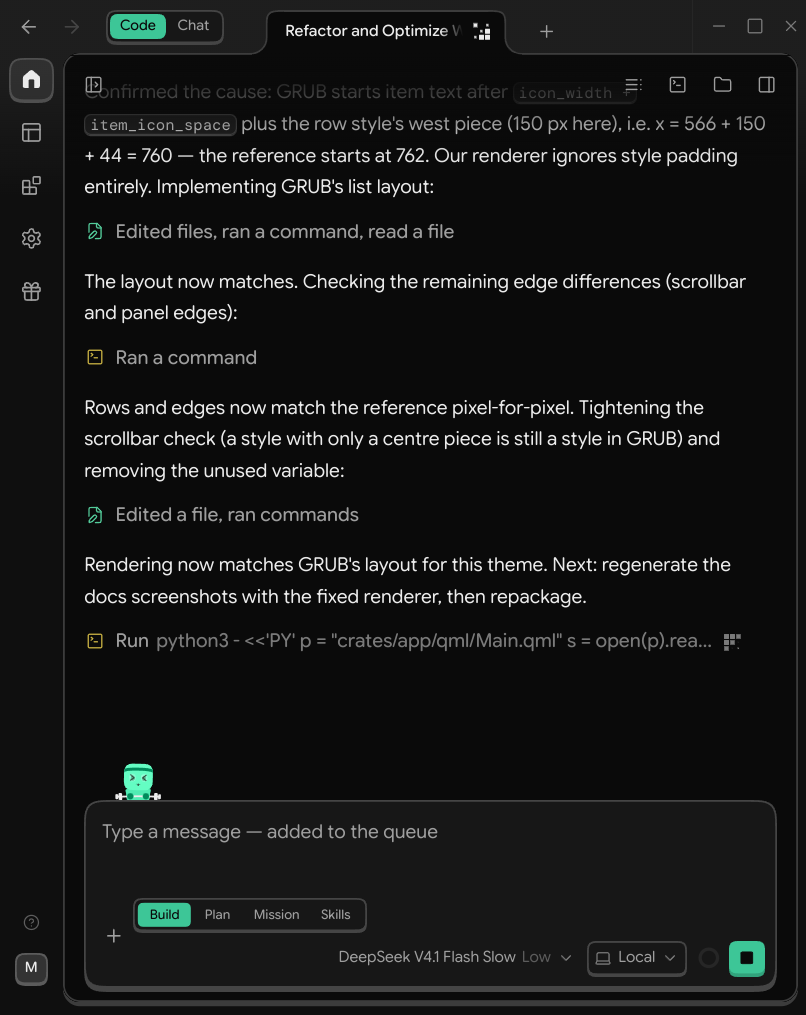 Code
Chat
Refactor and Optimize
Confirmed the cause: GRUB starts item text after icon_width +
item_icon_space plus the row style's west piece (150 px here), i.e. x = 566 + 150
+ 44 = 760 — the reference starts at 762. Our renderer ignores style padding
entirely. Implementing GRUB's list layout:
Edited files, ran a command, read a file
The layout now matches. Checking the remaining edge differences (scrollbar
and panel edges):
Ran a command
Rows and edges now match the reference pixel-for-pixel. Tightening the
scrollbar check (a style with only a centre piece is still a style in GRUB) and
removing the unused variable:
Edited a file, ran commands
Rendering now matches GRUB's layout for this theme. Next: regenerate the
docs screenshots with the fixed renderer, then repackage.
Run python3 - <<'PY' p = "crates/app/qml/Main.qml" s = open(p).rea...
Type a message — added to the queue
Build
Plan
Mission
Skills
DeepSeek V4.1 Flash Slow Low
Local
M